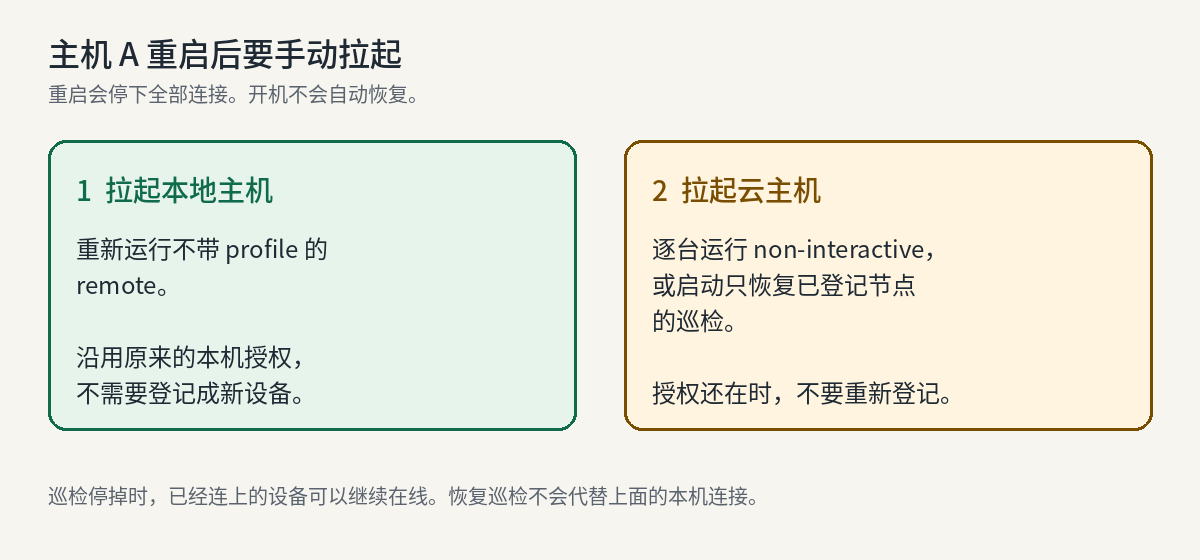 主机 A 重启后要手动拉起
重启会停下全部连接。开机不会自动恢复。
1 拉起本地主机
重新运行不带 profile 的
remote。
沿用原来的本机授权，
不需要登记成新设备。
2 拉起云主机
逐台运行 non-interactive，
或启动只恢复已登记节点
的巡检。
授权还在时，不要重新登记。
巡检停掉时，已经连上的设备可以继续在线。恢复巡检不会代替上面的本机连接。